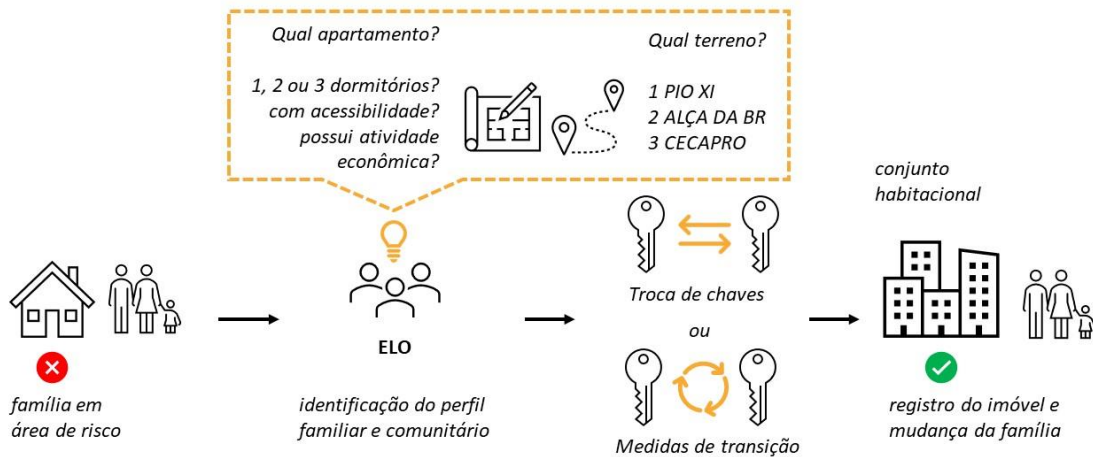 Qual apartamento?
1, 2 ou 3 dormitórios?
com acessibilidade?
possui atividade
econômica?
Qual terreno?
1 PIO XI
2 ALÇA DA BR
3 CECAPRO
família em
área de risco
ELO
identificação do perfil
familiar e comunitário
Troca de chaves
ou
Medidas de transição
conjunto
habitacional
registro do imóvel e
mudança da família